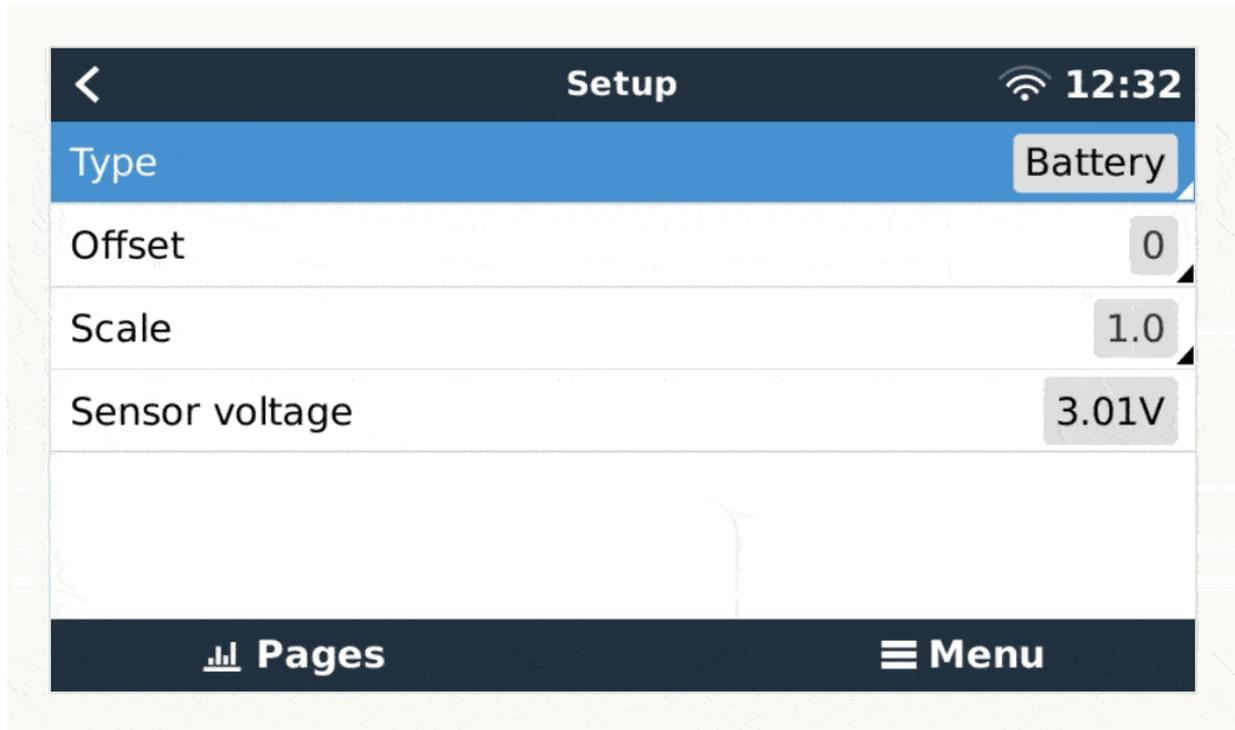 Setup 12:32
Type Battery
Offset 0
Scale 1.0
Sensor voltage 3.01V
Pages Menu